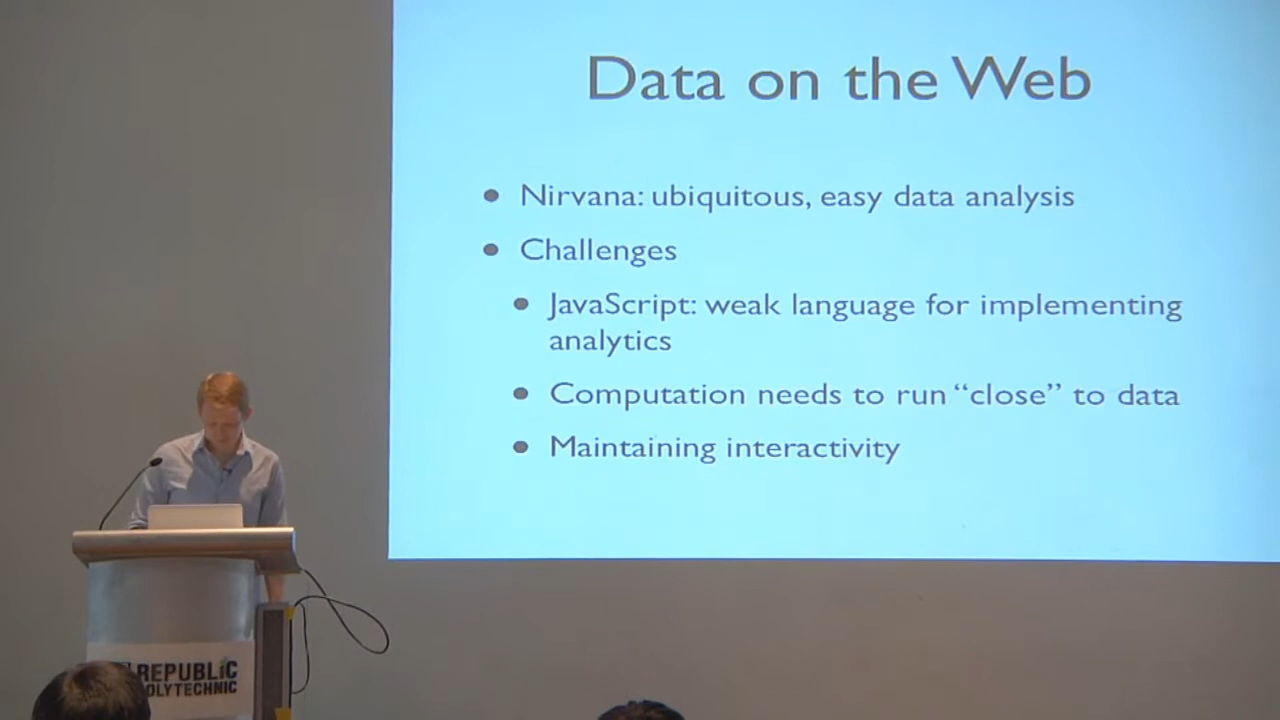 Data on the Web
Nirvana: ubiquitous, easy data analysis
Challenges
JavaScript: weak language for implementing
analytics
Computation needs to run “close” to data
Maintaining interactivity
REPUBLIC
POLYTECHNIC